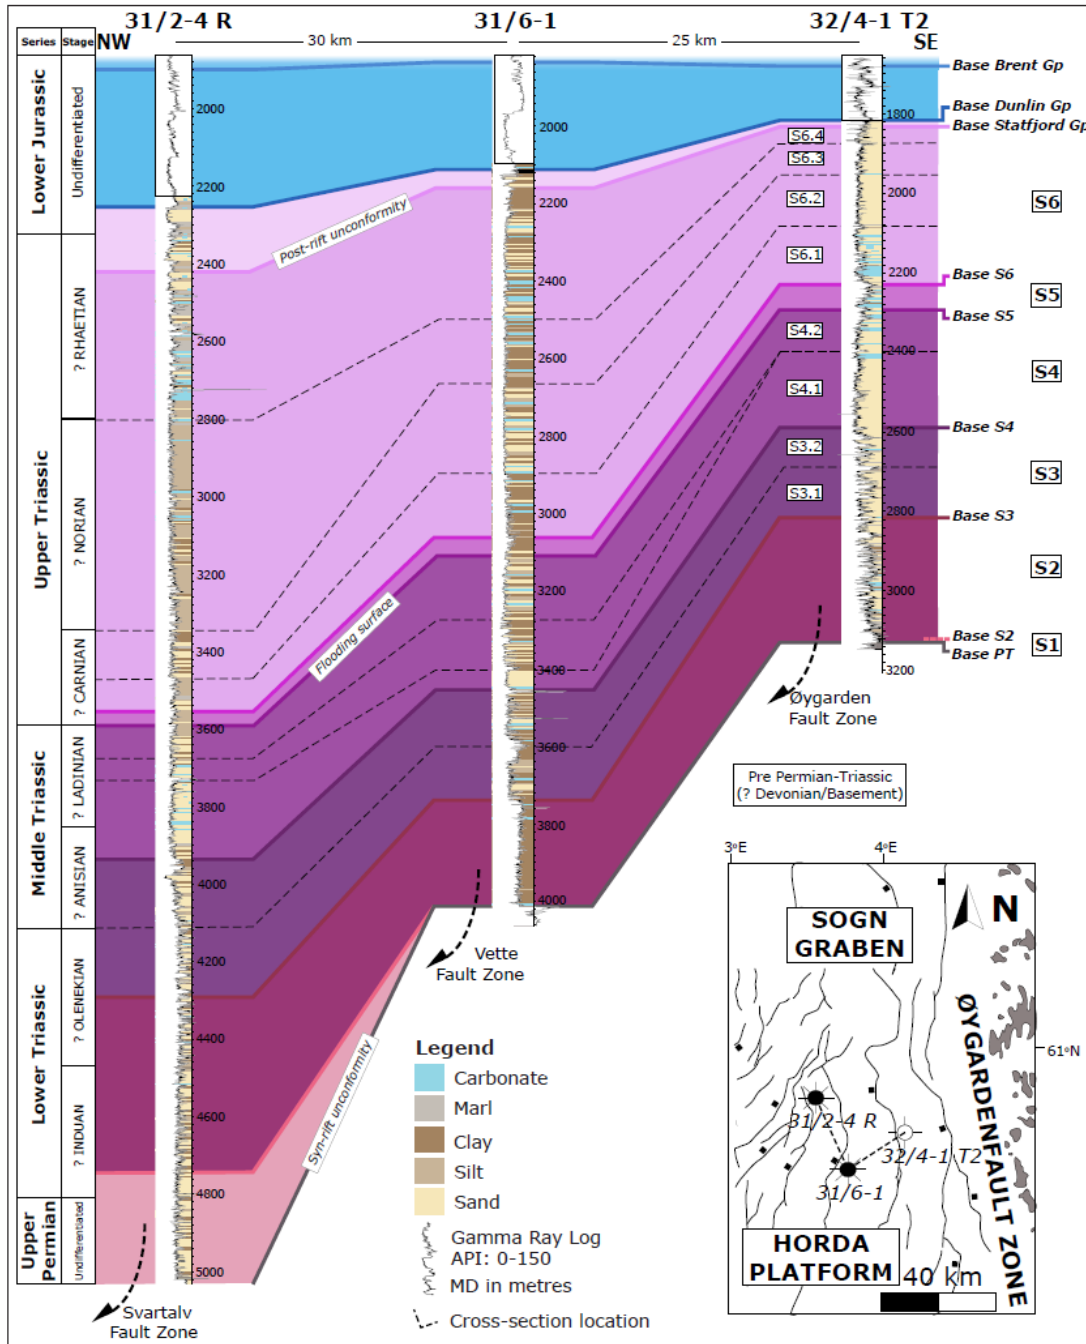 31/2-4 R
31/6-1
32/4-1 T2
Series
Stage
NW
30 km
25 km
SE
Lower Jurassic
Undifferentiated
Upper Triassic
? RHAETIAN
? NORIAN
? CARNIAN
Middle Triassic
? LADINIAN
? ANISIAN
Lower Triassic
? OLENEKIAN
? INDUAN
Upper
Permian
Undifferentiated
2000
2200
2400
2600
2800
3000
3200
3400
3600
3800
4000
4200
4400
4600
4800
5000
Post-rift unconformity
Flooding surface
Syn-rift unconformity
2000
2200
2400
2600
2800
3000
3200
3400
3600
3800
4000
S6.4
S6.3
S6.2
S6.1
S4.2
S4.1
S3.2
S3.1
1800
2000
2200
2400
2600
2800
3000
3200
Base Brent Gp
Base Dunlin Gp
Base Statfjord Gp
Base S6
Base S5
Base S4
Base S3
Base S2
Base PT
S6
S5
S4
S3
S2
S1
Svartalv
Fault Zone
Vette
Fault Zone
Øygarden
Fault Zone
Pre Permian-Triassic
(? Devonian/Basement)
Legend
Carbonate
Marl
Clay
Silt
Sand
Gamma Ray Log
API: 0-150
MD in metres
Cross-section location
3°E
4°E
61°N
N
SOGN
GRABEN
ØYGARDENFAULT ZONE
31/2-4 R
32/4-1 T2
31/6-1
HORDA
PLATFORM
40 km